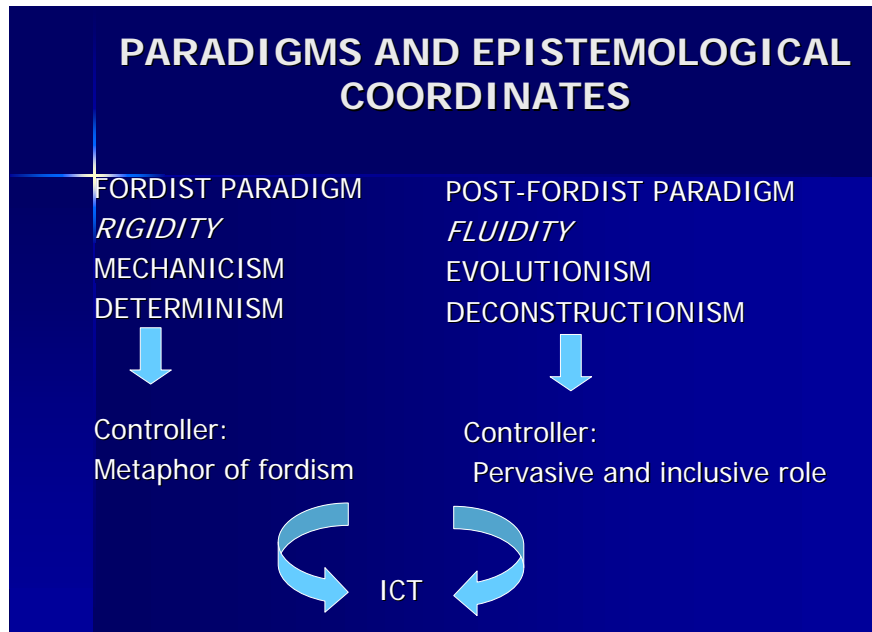 PARADIGMS AND EPISTEMOLOGICAL
COORDINATES
FORDIST PARADIGM
RIGIDITY
MECHANICISM
DETERMINISM
Controller:
Metaphor of fordism
POST-FORDIST PARADIGM
FLUIDITY
EVOLUTIONISM
DECONSTRUCTIONISM
Controller:
Pervasive and inclusive role
ICT